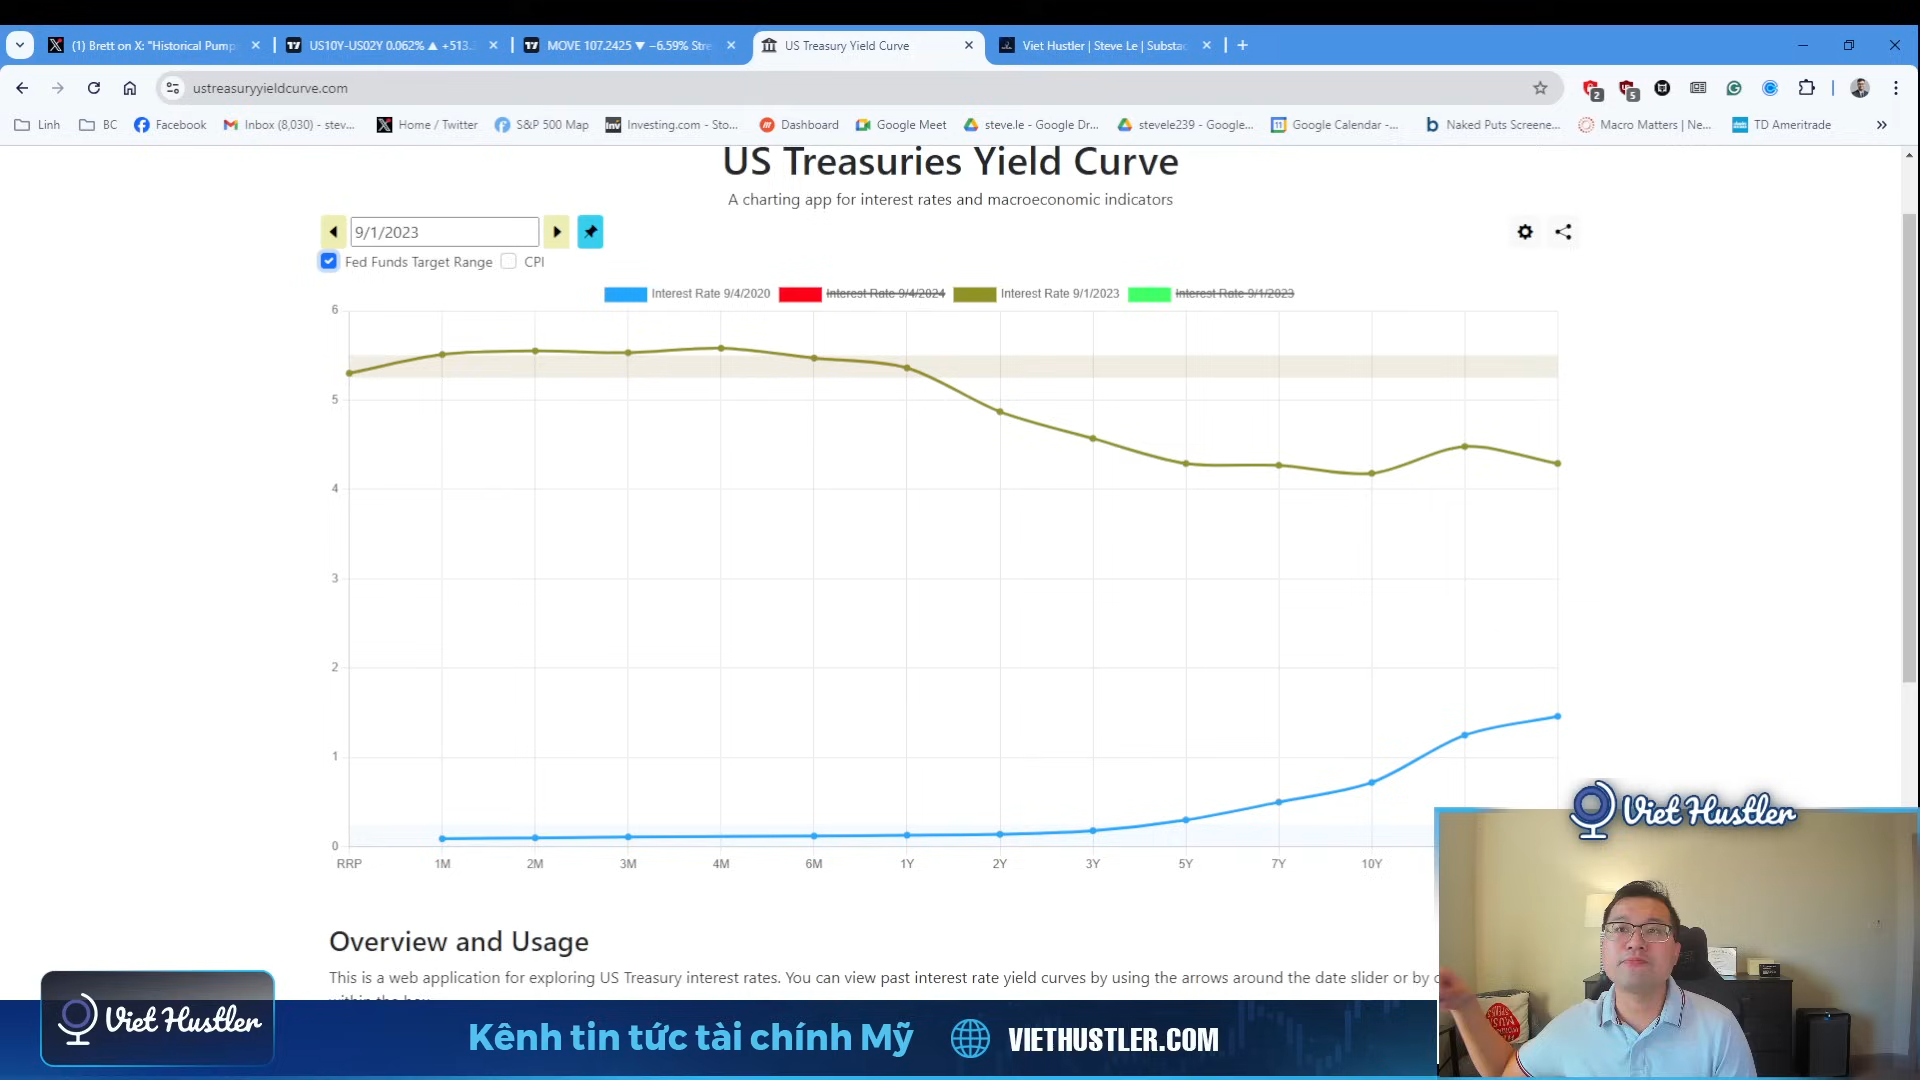 (1) Brett on X: "Historical Pump
US10Y-US02Y 0.062% ▲ +513.
MOVE 107.2425 ▼ −6.59% Stre
US Treasury Yield Curve
Viet Hustler | Steve Le | Substac
ustreasuryyieldcurve.com
2
5
Linh
BC
Facebook
Inbox (8,030) - stev...
Home / Twitter
S&P 500 Map
Investing.com - Sto...
Dashboard
Google Meet
steve.le - Google Dr...
stevele239 - Google...
Google Calendar -...
Naked Puts Screene...
Macro Matters | Ne...
TD Ameritrade
US Treasuries Yield Curve
A charting app for interest rates and macroeconomic indicators
9/1/2023
Fed Funds Target Range
CPI
Interest Rate 9/4/2020
Interest Rate 9/4/2024
Interest Rate 9/1/2023
Interest Rate 9/1/2023
6
5
4
3
2
1
0
RRP 1M 2M 3M 4M 6M 1Y 2Y 3Y 5Y 7Y 10Y
Viet Hustler
Overview and Usage
This is a web application for exploring US Treasury interest rates. You can view past interest rate yield curves by using the arrows around the date slider or by
Viet Hustler
Kênh tin tức tài chính Mỹ
VIETHUSTLER.COM